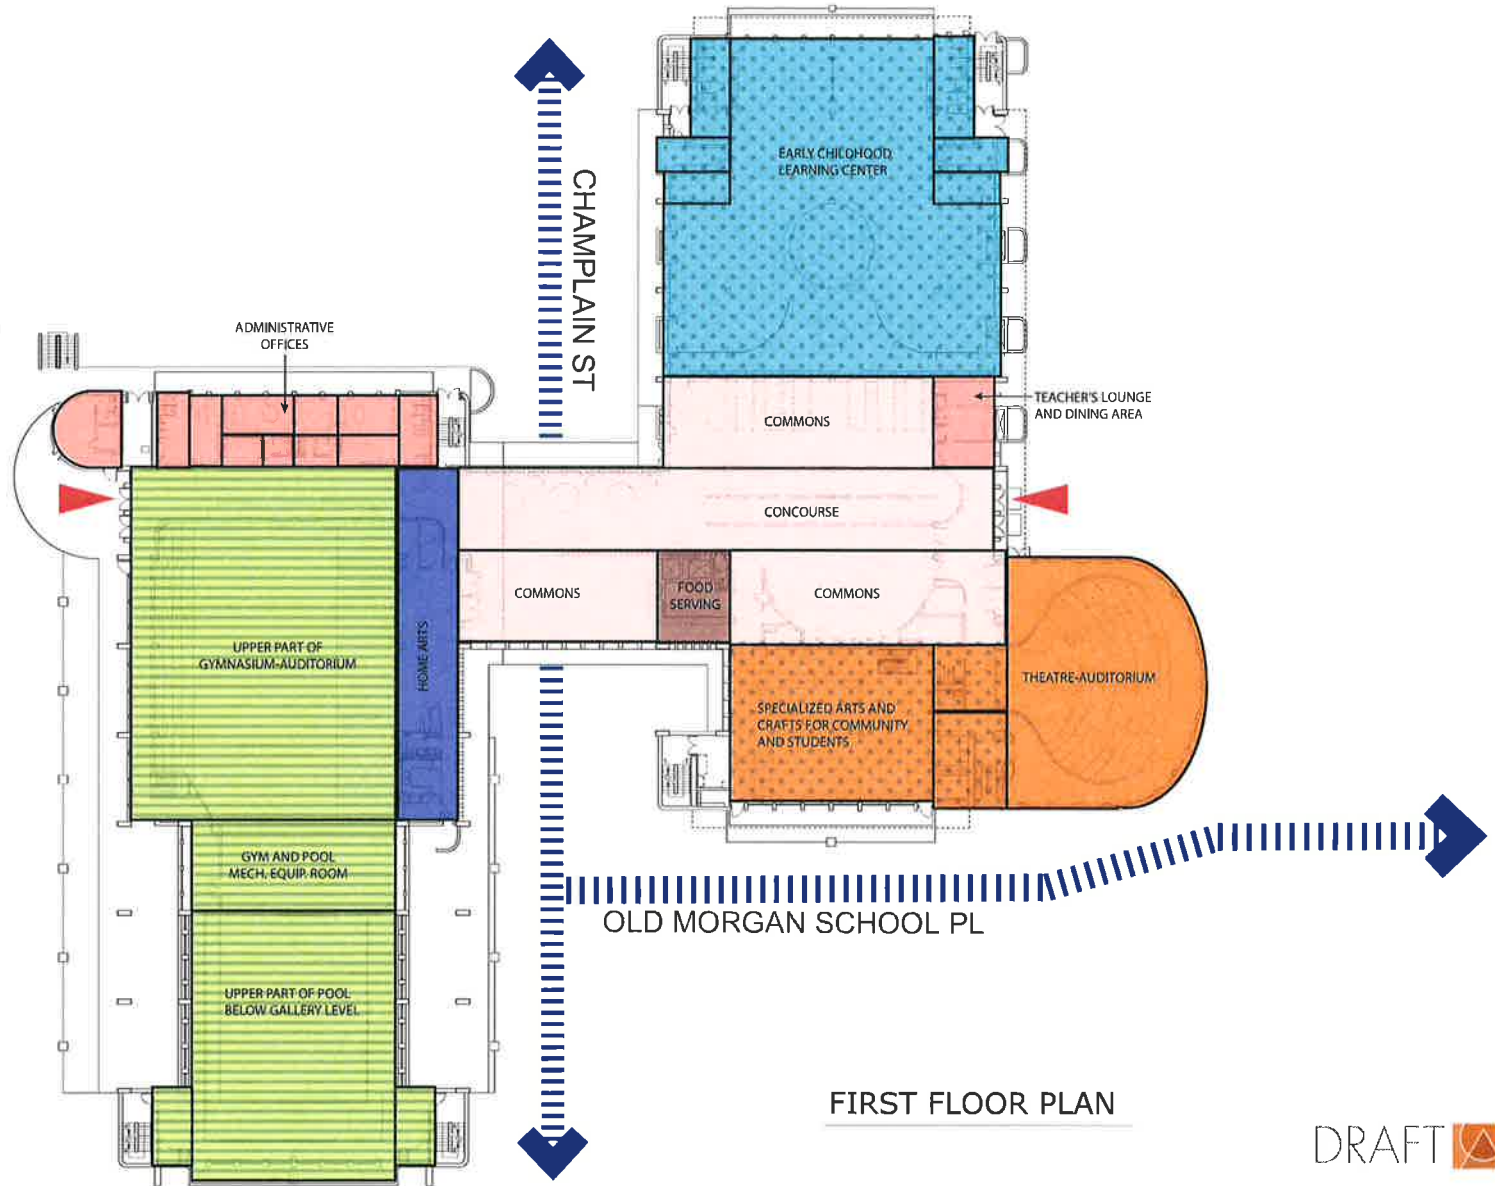 EARLY CHILDHOOD
LEARNING CENTER
CHAMPLAIN ST
ADMINISTRATIVE
OFFICES
TEACHER'S LOUNGE
AND DINING AREA
COMMONS
CONCOURSE
COMMONS
FOOD
SERVING
COMMONS
HOME ARTS
UPPER PART OF
GYMNASIUM-AUDITORIUM
THEATRE-AUDITORIUM
SPECIALIZED ARTS AND
CRAFTS FOR COMMUNITY
AND STUDENTS
GYM AND POOL
MECH. EQUIP. ROOM
OLD MORGAN SCHOOL PL
UPPER PART OF POOL
BELOW GALLERY LEVEL
FIRST FLOOR PLAN
DRAFT